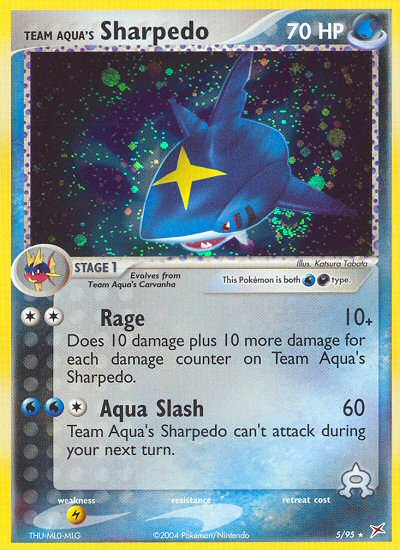 TEAM AQUA'S Sharpedo 70 HP
Illus. Katsura Tabata
STAGE 1
Evolves from
Team Aqua's Carvanha
This Pokémon is both type.
Rage 10+
Does 10 damage plus 10 more damage for
each damage counter on Team Aqua's
Sharpedo.
Aqua Slash 60
Team Aqua's Sharpedo can't attack during
your next turn.
weakness resistance retreat cost
THU-ML0-MLG ©2004 Pokémon/Nintendo 5/95 ★